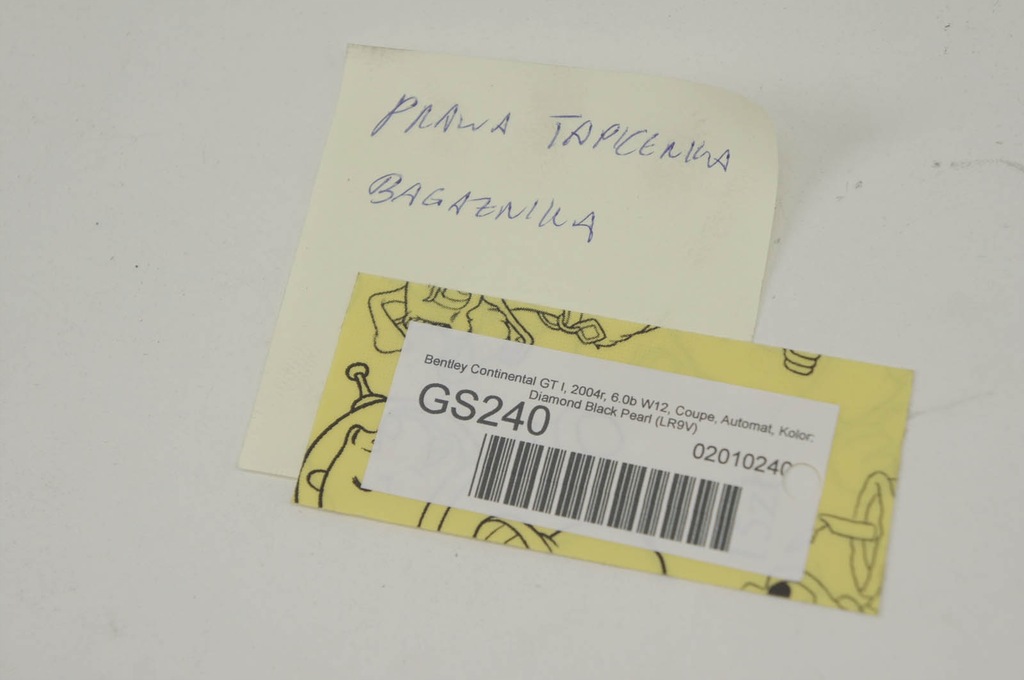 PRAWA TAPICERKA
BAGAZNIKA
Bentley Continental GT I, 2004r, 6.0b W12, Coupe, Automat, Kolor:
Diamond Black Pearl (LR9V)
GS240
02010240